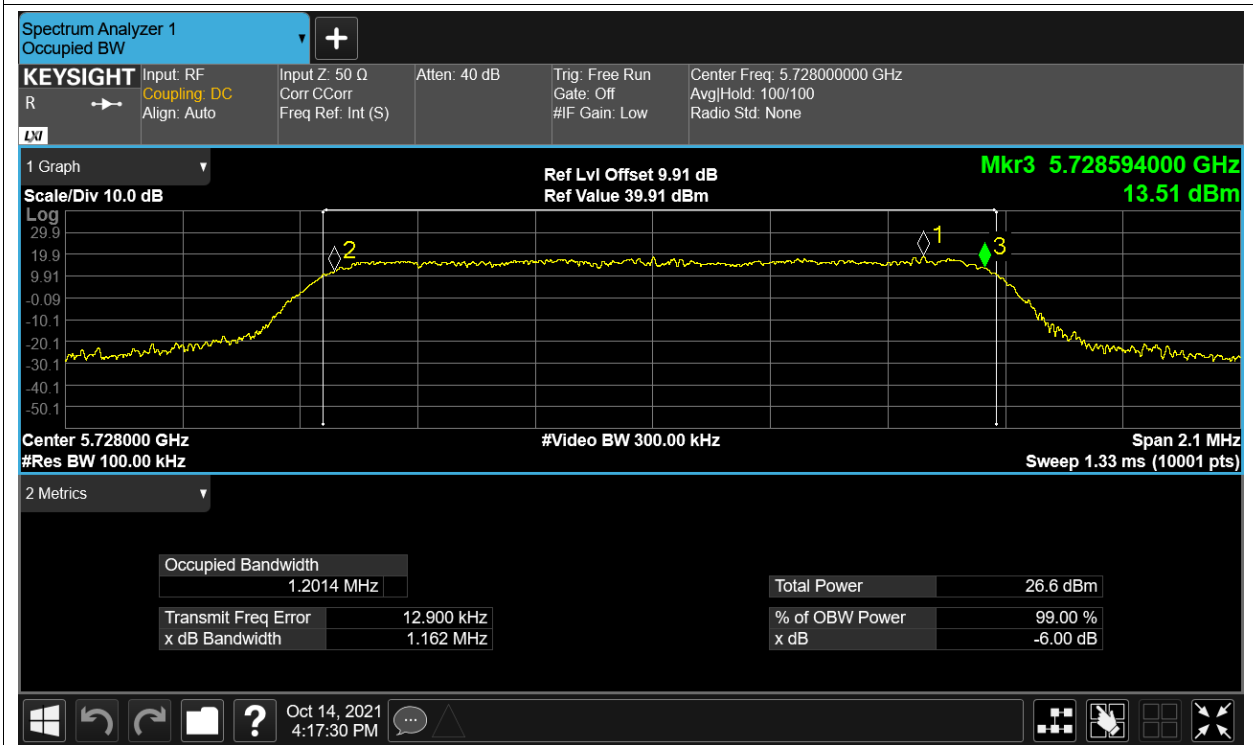 Spectrum Analyzer 1
Occupied BW
KEYSIGHT
R
LXI
Input: RF
Coupling: DC
Align: Auto
Input Z: 50 Ω
Corr CCorr
Freq Ref: Int (S)
Atten: 40 dB
Trig: Free Run
Gate: Off
#IF Gain: Low
Center Freq: 5.728000000 GHz
Avg|Hold: 100/100
Radio Std: None
1 Graph
Scale/Div 10.0 dB
Ref Lvl Offset 9.91 dB
Ref Value 39.91 dBm
Mkr3 5.728594000 GHz
13.51 dBm
Log
29.9
19.9
9.91
-0.09
-10.1
-20.1
-30.1
-40.1
-50.1
2
1
3
Center 5.728000 GHz
#Video BW 300.00 kHz
Span 2.1 MHz
#Res BW 100.00 kHz
Sweep 1.33 ms (10001 pts)
2 Metrics
Occupied Bandwidth
1.2014 MHz
Total Power 26.6 dBm
Transmit Freq Error 12.900 kHz
% of OBW Power 99.00 %
x dB Bandwidth 1.162 MHz
x dB -6.00 dB
?
Oct 14, 2021
4:17:30 PM